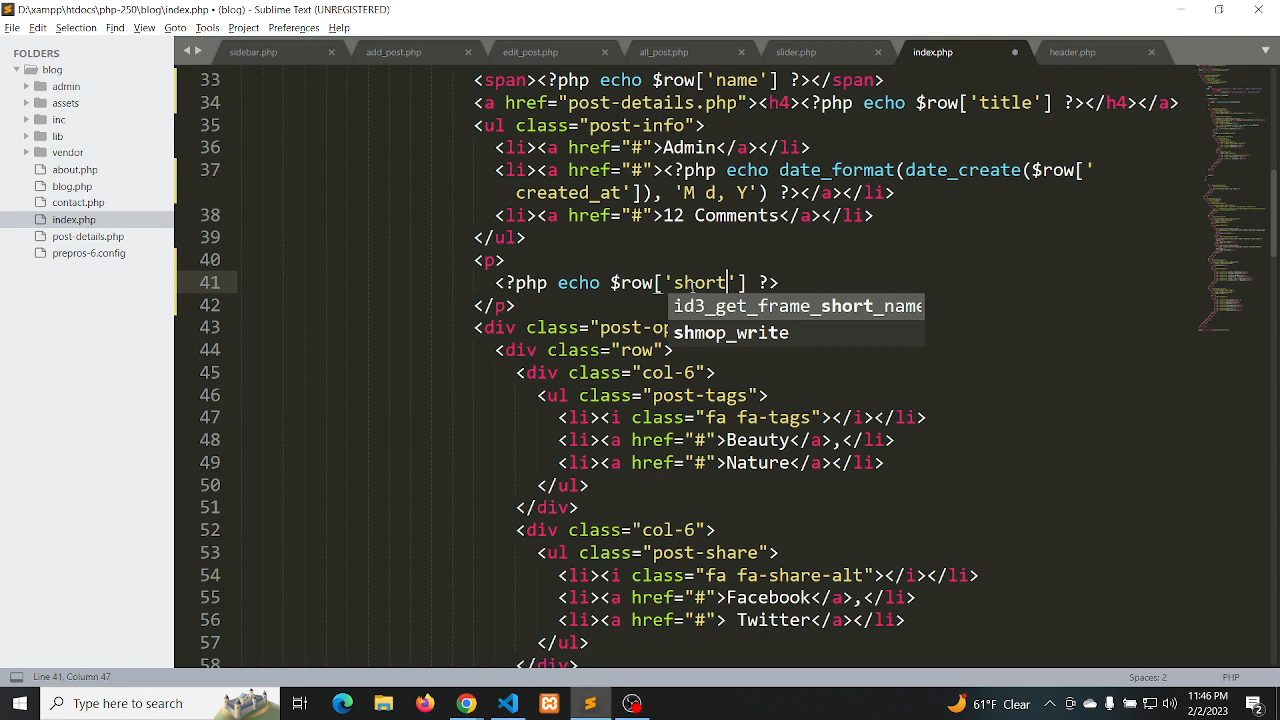 D:\xampp\htdocs\php-250\blog\index.php • (blog) - Sublime Text (UNREGISTERED)
File Edit Selection Find View Goto Tools Project Preferences Help
FOLDERS
blog
admin
assets
inc
lib
vendor
about.php
blog.php
contact.php
index.php
post-details.php
prepros-6.config
sidebar.php add_post.php edit_post.php all_post.php slider.php index.php header.php
33 <span><?php echo $row['name'] ?></span>
34 <a href="post-details.php"><h4><?php echo $row['title'] ?></h4></a>
35 <ul class="post-info">
36 <li><a href="#">Admin</a></li>
37 <li><a href="#"><?php echo date_format(date_create($row['
created_at']), 'M d, Y') ?></a></li>
38 <li><a href="#">12 Comments</a></li>
39 </ul>
40 <p>
41 <?php echo $row['short'] ?>
id3_get_frame_short_name
shmop_write
42 </p>
43 <div class="post-op
44 <div class="row">
45 <div class="col-6">
46 <ul class="post-tags">
47 <li><i class="fa fa-tags"></i></li>
48 <li><a href="#">Beauty</a>,</li>
49 <li><a href="#">Nature</a></li>
50 </ul>
51 </div>
52 <div class="col-6">
53 <ul class="post-share">
54 <li><i class="fa fa-share-alt"></i></li>
55 <li><a href="#">Facebook</a>,</li>
56 <li><a href="#"> Twitter</a></li>
57 </ul>
58 </div>
Line 41, Column 47
Spaces: 2
PHP
Type here to search
61°F Clear
11:46 PM
2/2/2023
2